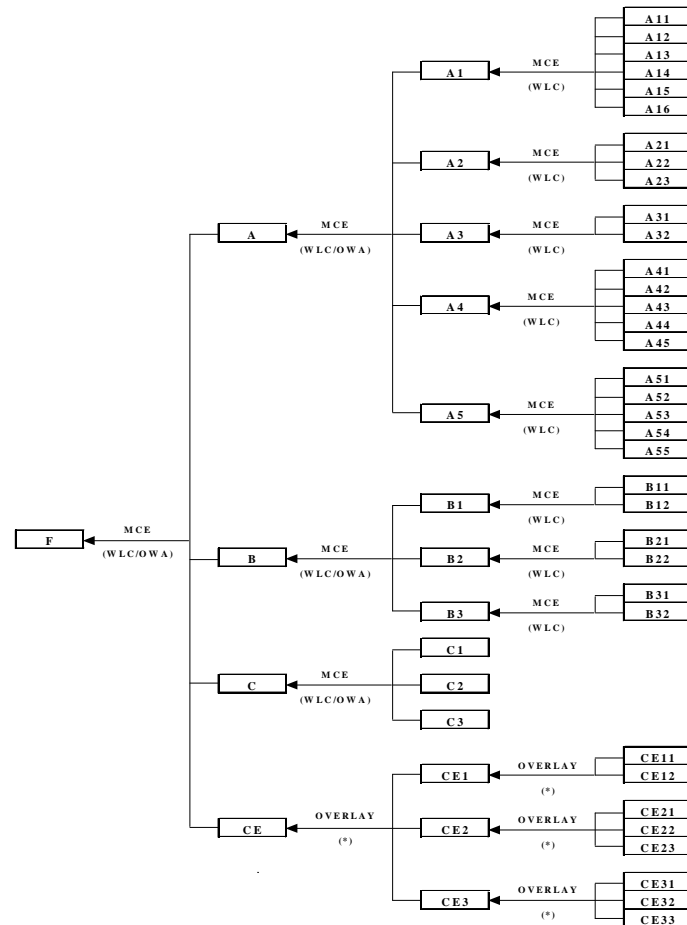 A11
A12
A13
A14
A15
A16
A1
MCE
(WLC)
A21
A22
A23
A2
MCE
(WLC)
A31
A32
A3
MCE
(WLC)
A
MCE
(WLC/OWA)
A41
A42
A43
A44
A45
A4
MCE
(WLC)
A51
A52
A53
A54
A55
A5
MCE
(WLC)
B11
B12
B1
MCE
(WLC)
F
MCE
(WLC/OWA)
B
MCE
(WLC/OWA)
B2
MCE
(WLC)
B21
B22
B3
MCE
(WLC)
B31
B32
C
MCE
(WLC/OWA)
C1
C2
C3
CE11
CE12
CE1
OVERLAY
(*)
CE
OVERLAY
(*)
CE2
OVERLAY
(*)
CE21
CE22
CE23
CE3
OVERLAY
(*)
CE31
CE32
CE33